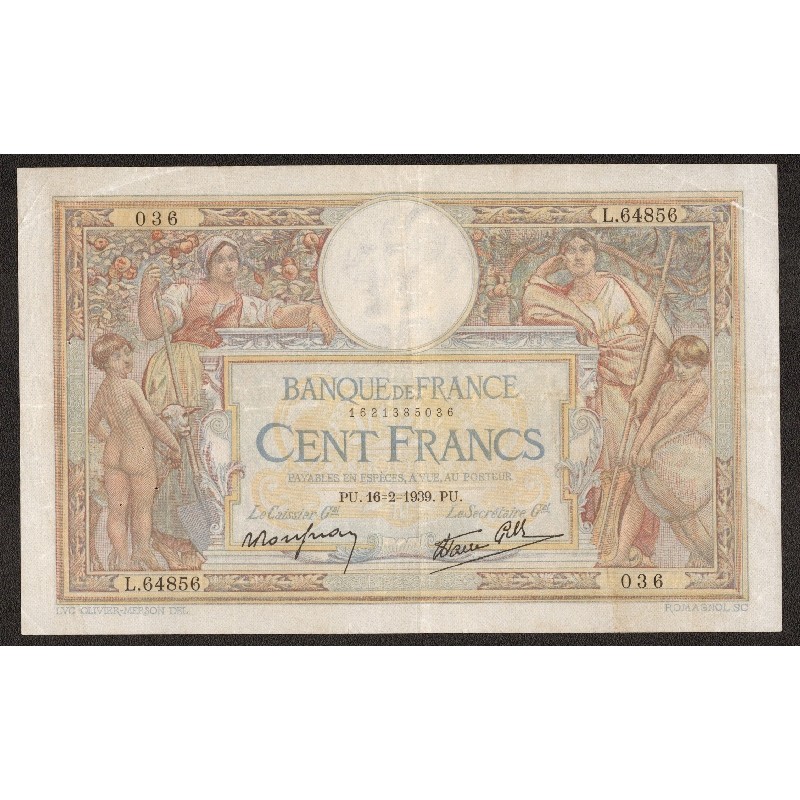 036 L.64856
BANQUE DE FRANCE
1621385036
CENT FRANCS
PAYABLES EN ESPÈCES, A VUE, AU PORTEUR
PU. 16=2=1939. PU.
Le Caissier Gal Le Secrétaire Gal
L.64856 036
LVC OLIVIER-MERSON DEL. ROMAGNOL SC